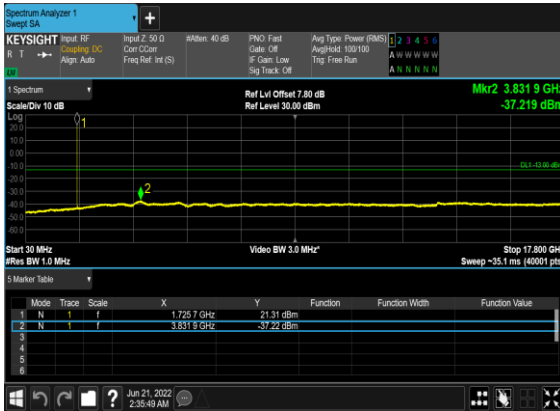 Spectrum Analyzer 1
Swept SA
KEYSIGHT
R T
Input: RF
Coupling: DC
Align: Auto
Input Z: 50 Ω
Corr CCorr
Freq Ref: Int (S)
#Atten: 40 dB
PNO: Fast
Gate: Off
IF Gain: Low
Sig Track: Off
Avg Type: Power (RMS)
Avg|Hold: 100/100
Trig: Free Run
1 2 3 4 5 6
A W W W W W
A N N N N N
1 Spectrum
Scale/Div 10 dB
Ref Lvl Offset 7.80 dB
Ref Level 30.00 dBm
Mkr2 3.831 9 GHz
-37.219 dBm
Log
20.0
10.0
0.00
-10.0
-20.0
-30.0
-40.0
-50.0
-60.0
1
2
DL1 -13.00 dBm
Start 30 MHz
#Res BW 1.0 MHz
Video BW 3.0 MHz*
Stop 17.800 GHz
Sweep ~35.1 ms (40001 pts)
5 Marker Table
Mode Trace Scale X Y Function Function Width Function Value
1 N 1 f 1.725 7 GHz 21.31 dBm
2 N 1 f 3.831 9 GHz -37.22 dBm
3
4
5
6
Jun 21, 2022
2:35:49 AM